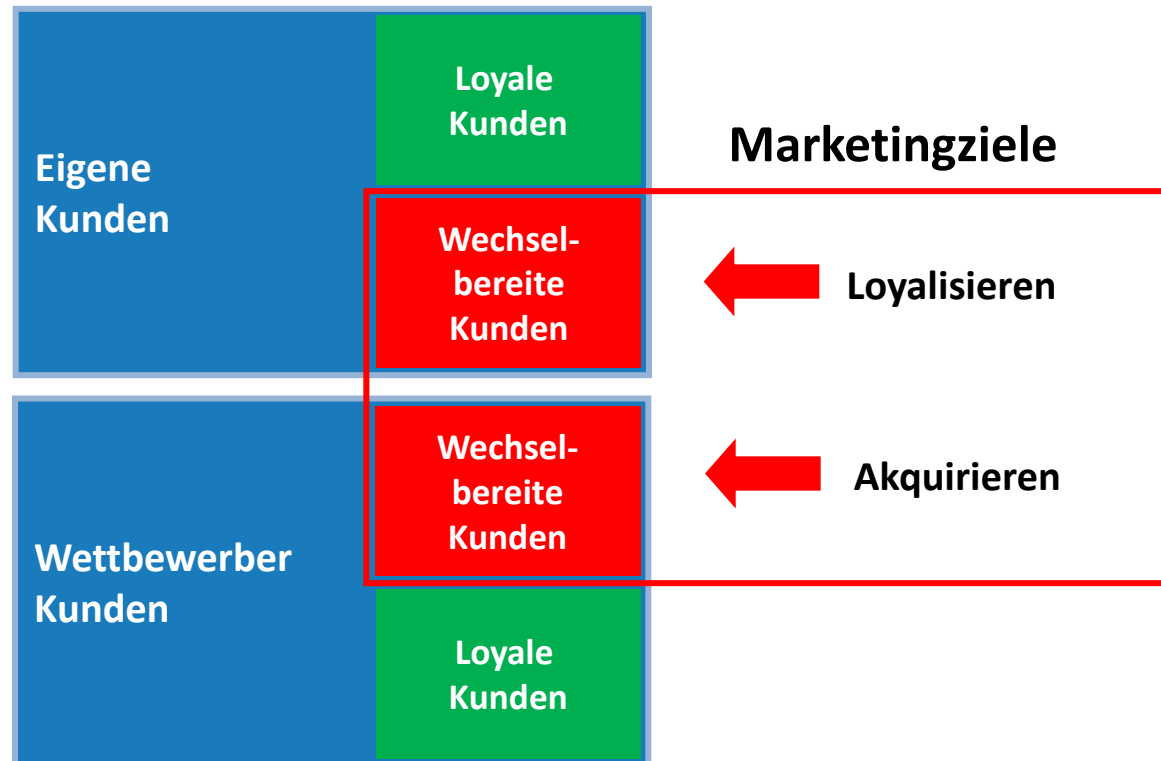 Eigene
Kunden
Loyale
Kunden
Wechsel-
bereite
Kunden
Marketingziele
Loyalisieren
Wettbewerber
Kunden
Wechsel-
bereite
Kunden
Akquirieren
Loyale
Kunden